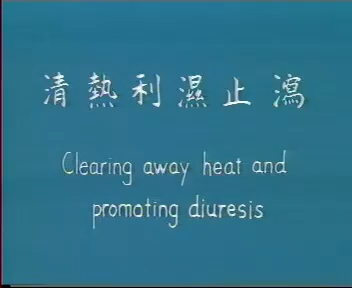 清熱利濕止瀉
Clearing away heat and
promoting diuresis